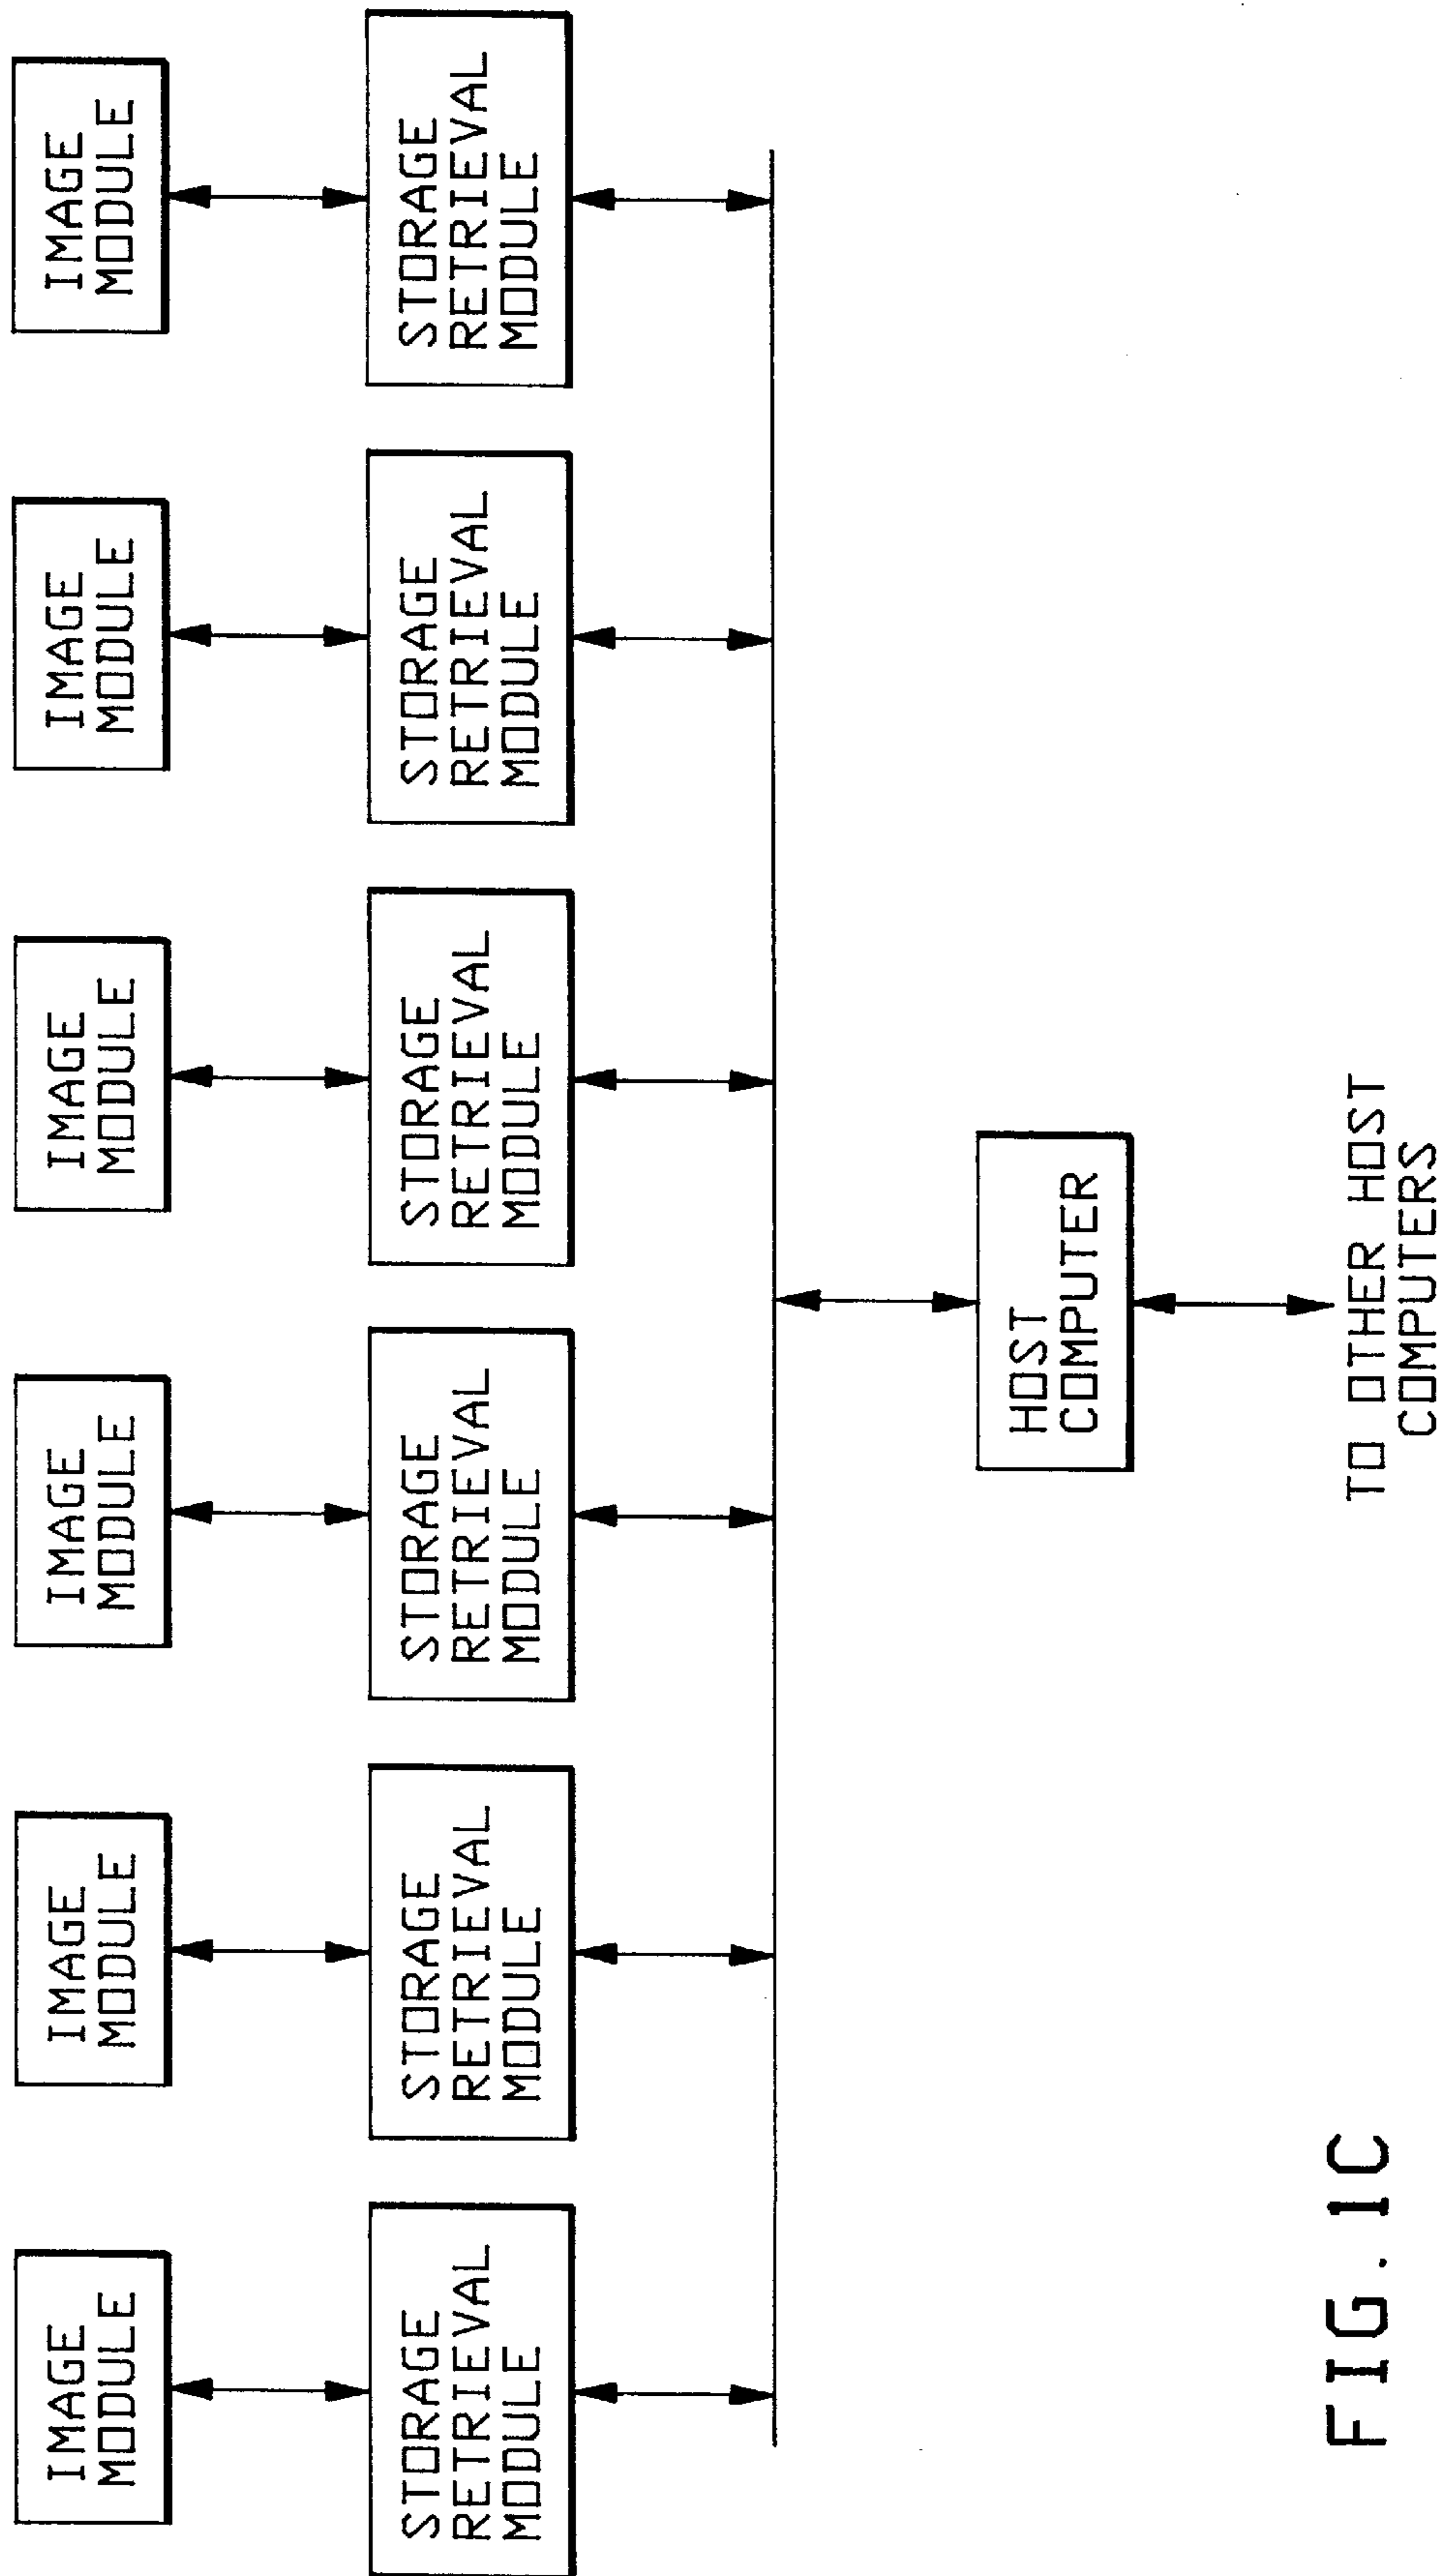 IMAGE
MODULE
IMAGE
MODULE
IMAGE
MODULE
IMAGE
MODULE
IMAGE
MODULE
IMAGE
MODULE
STORAGE
RETRIEVAL
MODULE
STORAGE
RETRIEVAL
MODULE
STORAGE
RETRIEVAL
MODULE
STORAGE
RETRIEVAL
MODULE
STORAGE
RETRIEVAL
MODULE
STORAGE
RETRIEVAL
MODULE
HOST
COMPUTER
TO OTHER HOST
COMPUTERS
FIG.1C